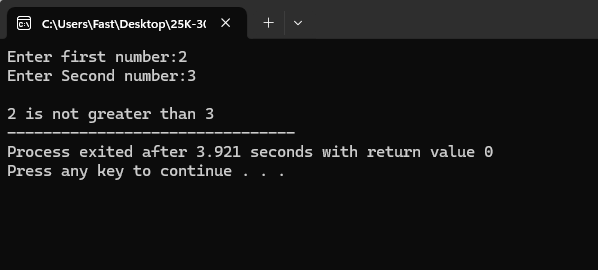 C:\Users\Fast\Desktop\25K-30
Enter first number:2
Enter Second number:3
2 is not greater than 3
--------------------------------
Process exited after 3.921 seconds with return value 0
Press any key to continue . . .